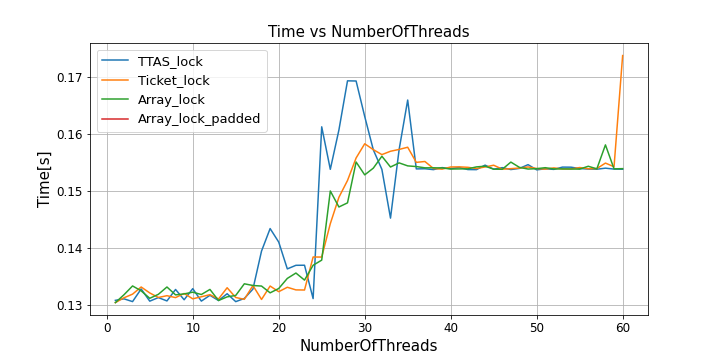 Time vs NumberOfThreads
TTAS_lock
Ticket_lock
Array_lock
Array_lock_padded
Time[s]
0.17
0.16
0.15
0.14
0.13
0 10 20 30 40 50 60
NumberOfThreads